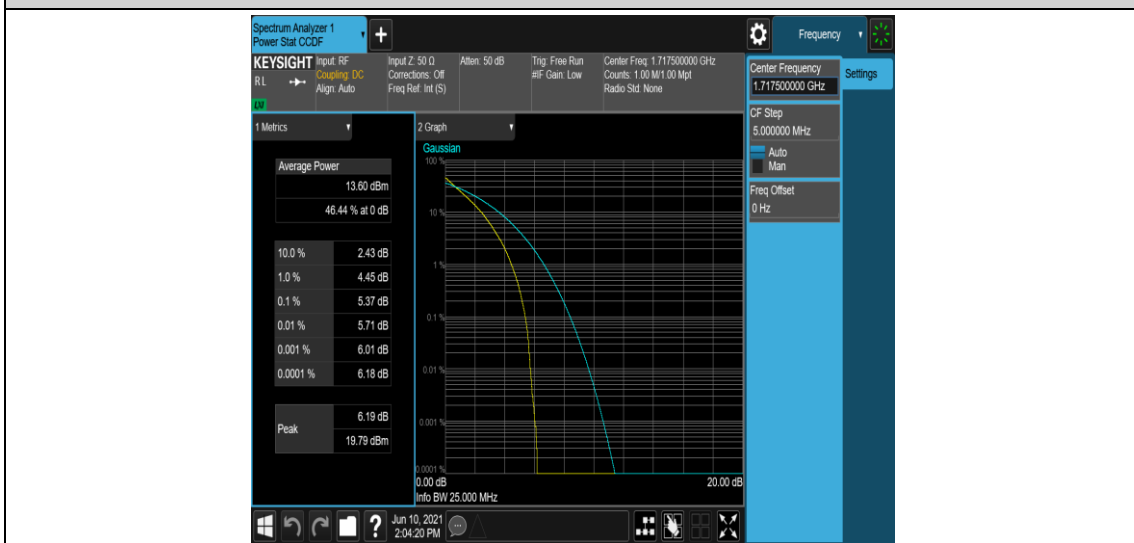 Spectrum Analyzer 1
Power Stat CCDF
+
Frequency
KEYSIGHT
RL
LXI
Input: RF
Coupling: DC
Align: Auto
Input Z: 50 Ω
Corrections: Off
Freq Ref: Int (S)
Atten: 50 dB
Trig: Free Run
#IF Gain: Low
Center Freq: 1.717500000 GHz
Counts: 1.00 M/1.00 Mpt
Radio Std: None
Center Frequency
1.717500000 GHz
Settings
CF Step
5.000000 MHz
Auto
Man
Freq Offset
0 Hz
1 Metrics
Average Power
13.60 dBm
46.44 % at 0 dB
10.0 % 2.43 dB
1.0 % 4.45 dB
0.1 % 5.37 dB
0.01 % 5.71 dB
0.001 % 6.01 dB
0.0001 % 6.18 dB
Peak
6.19 dB
19.79 dBm
2 Graph
Gaussian
100 %
10 %
1 %
0.1 %
0.01 %
0.001 %
0.0001 %
0.00 dB 20.00 dB
Info BW 25.000 MHz
?
Jun 10, 2021
2:04:20 PM